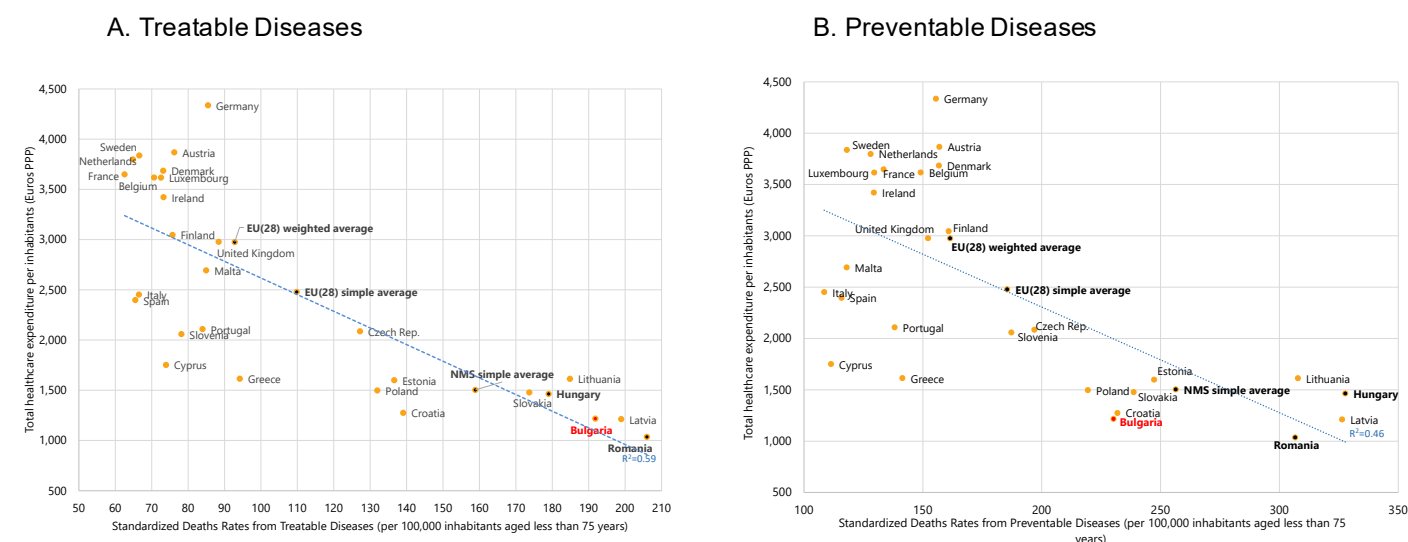 A. Treatable Diseases
Total healthcare expenditure per inhabitants (Euros PPP)
4,500
4,000
3,500
3,000
2,500
2,000
1,500
1,000
500
Germany
Sweden
Austria
Netherlands
Denmark
France
Luxembourg
Belgium
Ireland
Finland
EU(28) weighted average
United Kingdom
Malta
EU(28) simple average
Italy
Spain
Portugal
Slovenia
Czech Rep.
Cyprus
Greece
NMS simple average
Estonia
Poland
Lithuania
Slovakia
Hungary
Croatia
Bulgaria
Latvia
Romania
R²=0.59
50 60 70 80 90 100 110 120 130 140 150 160 170 180 190 200 210
Standardized Deaths Rates from Treatable Diseases (per 100,000 inhabitants aged less than 75 years)
B. Preventable Diseases
Total healthcare expenditure per inhabitants (Euros PPP)
4,500
4,000
3,500
3,000
2,500
2,000
1,500
1,000
500
Germany
Sweden
Austria
Netherlands
Denmark
Luxembourg
France
Belgium
Ireland
United Kingdom
Finland
EU(28) weighted average
Malta
EU(28) simple average
Italy
Spain
Portugal
Czech Rep.
Slovenia
Cyprus
Greece
Estonia
Lithuania
Poland
NMS simple average
Slovakia
Hungary
Croatia
Bulgaria
Latvia
R²=0.46
Romania
100 150 200 250 300 350
Standardized Deaths Rates from Preventable Diseases (per 100,000 inhabitants aged less than 75
years)